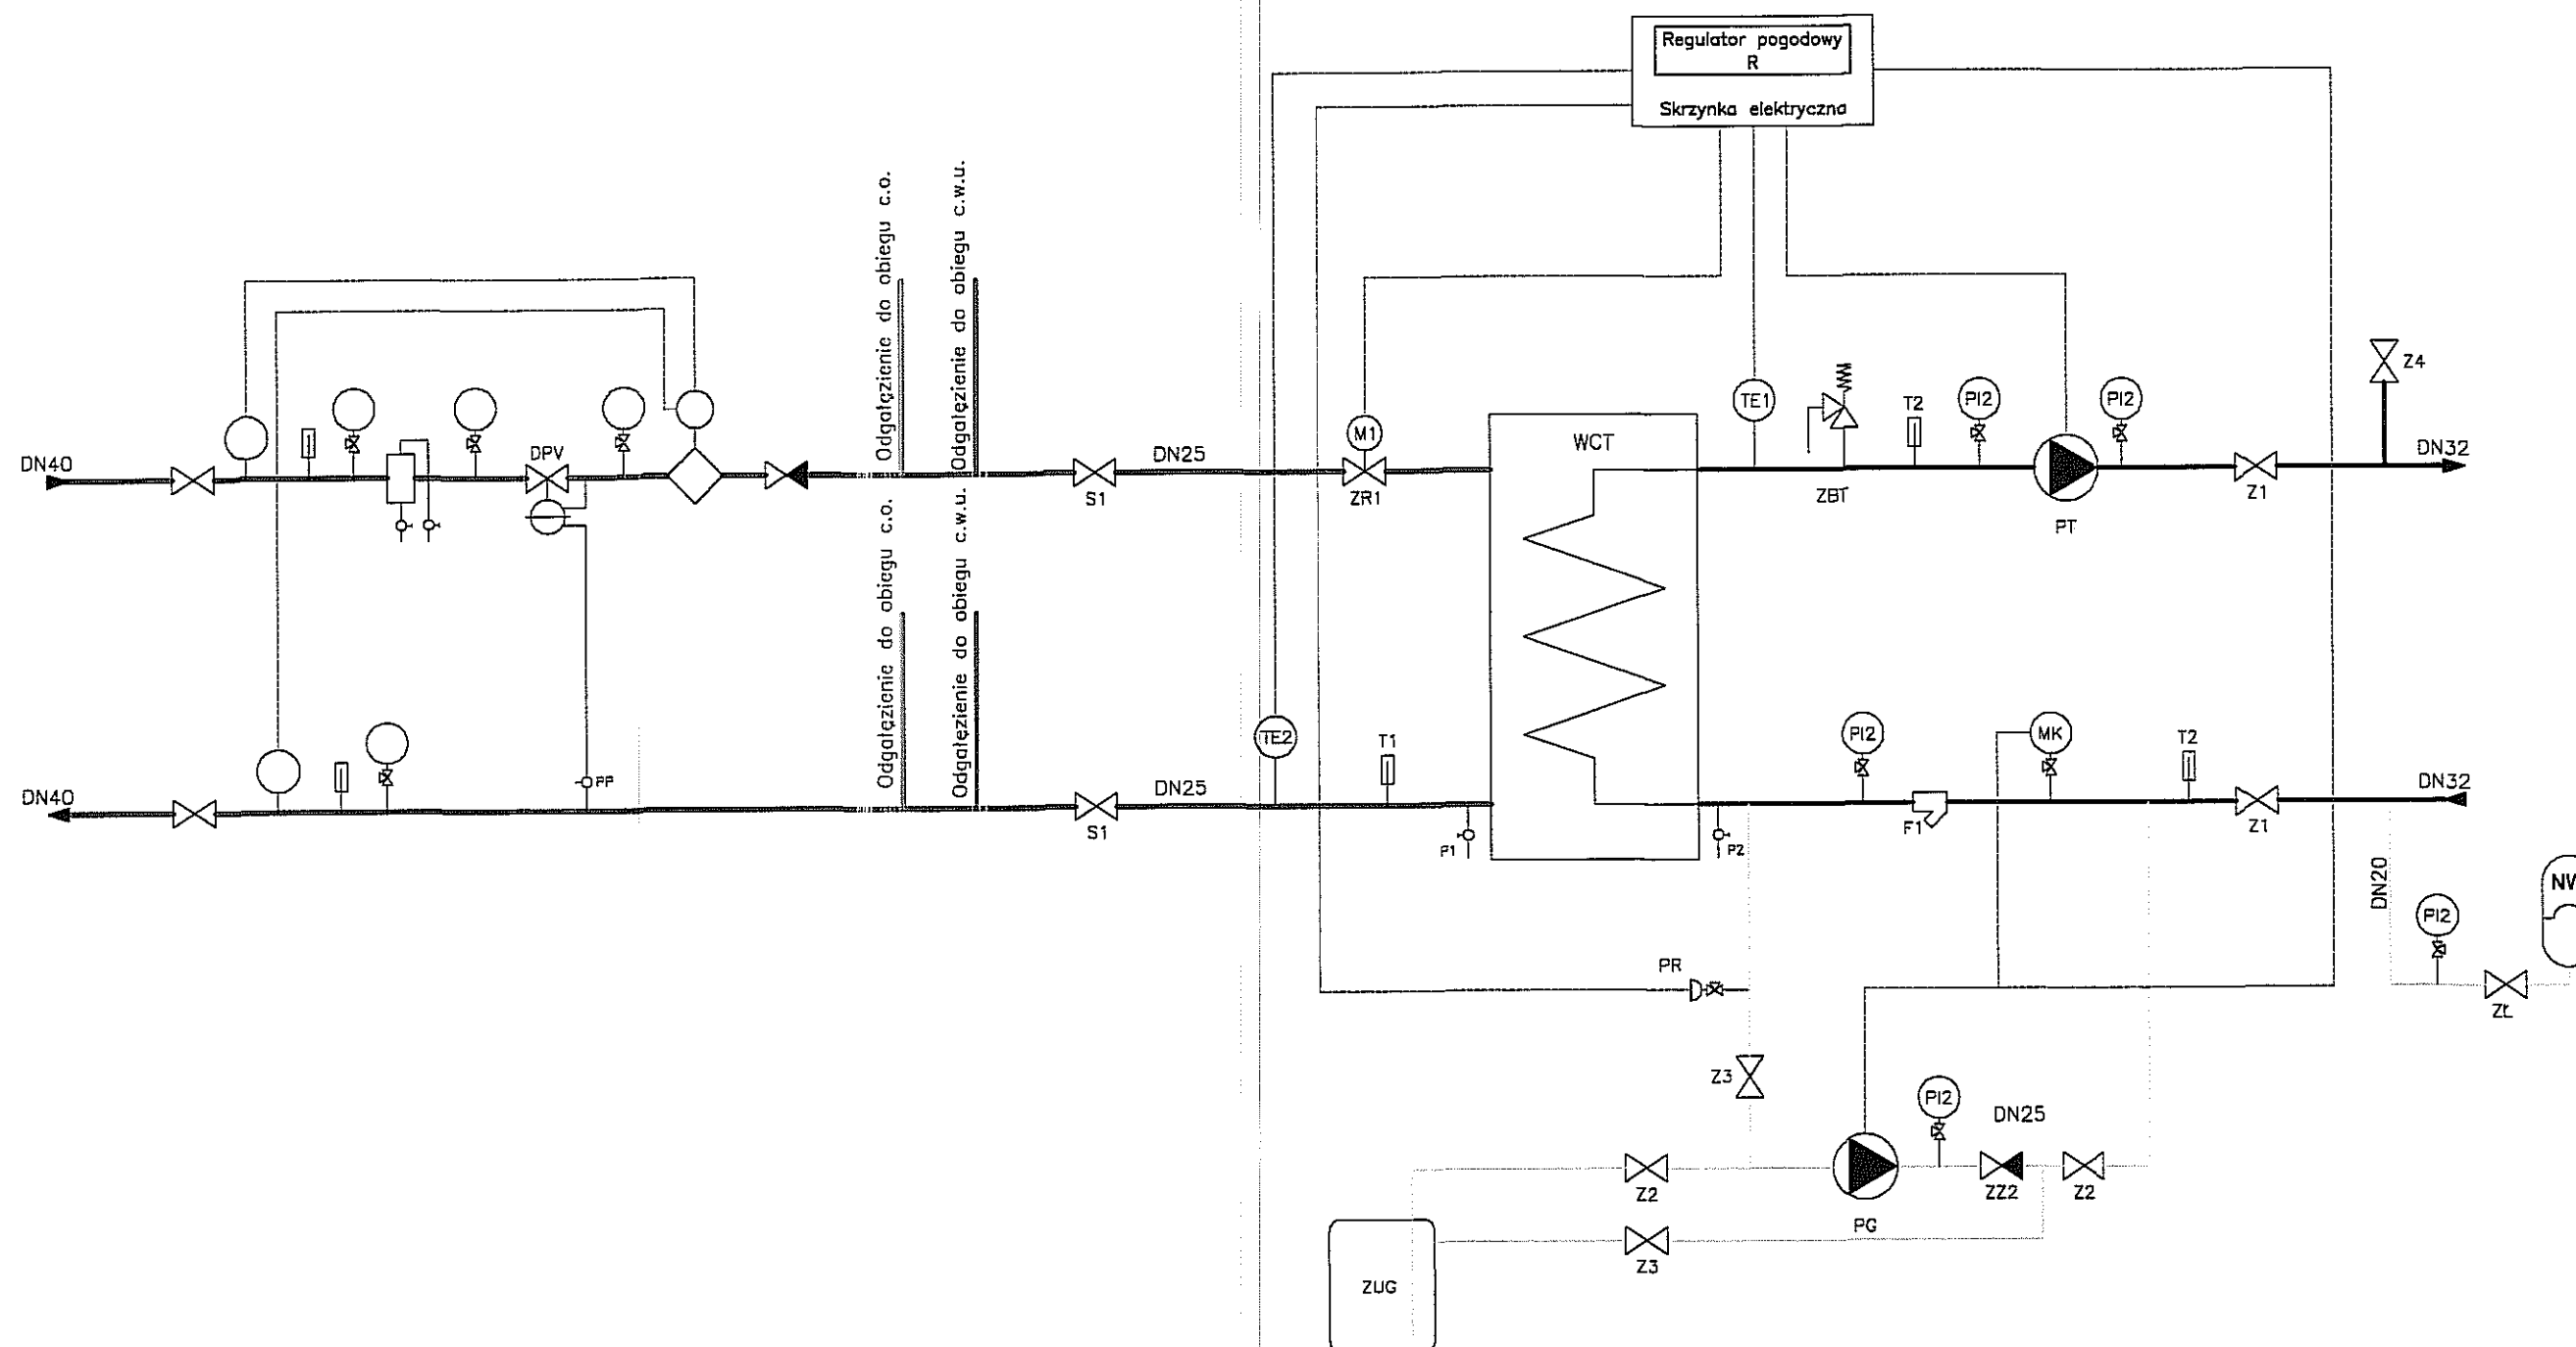 Regulator pogodowy
R
Skrzynka elektryczna
Odgałęzienie do obiegu c.o.
Odgałęzienie do obiegu c.w.u.
Z4
TE1
T2
PI2
PI2
M1
WCT
DPV
DN40
DN25
DN32
S1
ZR1
ZBT
PT
Z1
Odgałęzienie do obiegu c.o.
Odgałęzienie do obiegu c.w.u.
TE2
T1
PI2
MK
T2
PP
DN40
DN25
DN32
S1
P1
P2
F1
Z1
DN20
PI2
PR
ZŁ
Z3
PI2
DN25
Z2
ZZ2
Z2
PG
Z3
ZUG